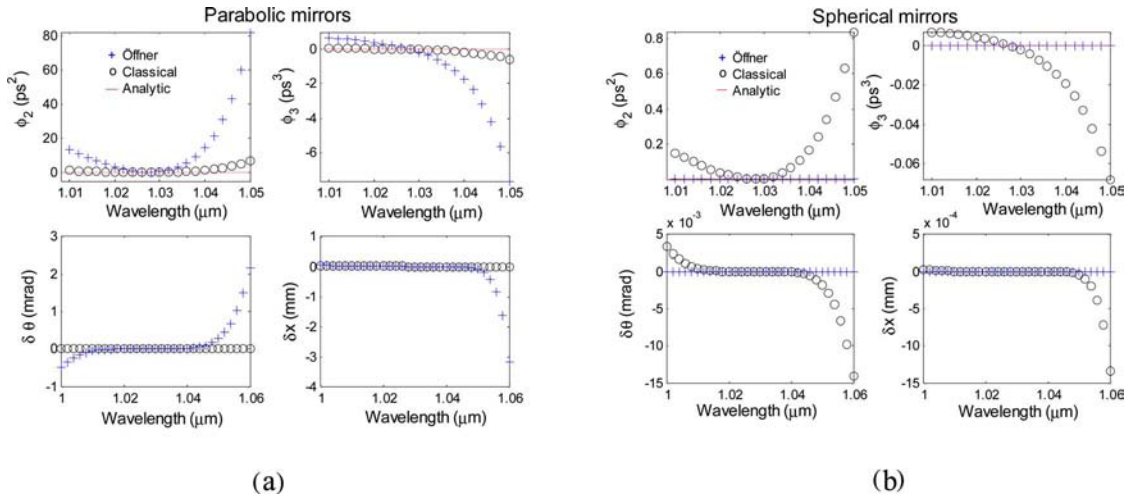 Parabolic mirrors
80
60
40
20
0
ϕ2 (ps²)
+ Öffner
o Classical
— Analytic
1.01 1.02 1.03 1.04 1.05
Wavelength (μm)
0
-2
-4
-6
ϕ3 (ps³)
1.01 1.02 1.03 1.04 1.05
Wavelength (μm)
3
2
1
0
-1
δ θ (mrad)
1 1.02 1.04 1.06
Wavelength (μm)
1
0
-1
-2
-3
-4
δx (mm)
1 1.02 1.04 1.06
Wavelength (μm)
(a)
Spherical mirrors
0.8
0.6
0.4
0.2
ϕ2 (ps²)
+ Öffner
o Classical
— Analytic
1.01 1.02 1.03 1.04 1.05
Wavelength (μm)
0
-0.02
-0.04
-0.06
ϕ3 (ps³)
1.01 1.02 1.03 1.04 1.05
Wavelength (μm)
x 10⁻³
5
0
-5
-10
-15
δθ (mrad)
1 1.02 1.04 1.06
Wavelength (μm)
x 10⁻⁴
5
0
-5
-10
-15
δx (mm)
1 1.02 1.04 1.06
Wavelength (μm)
(b)